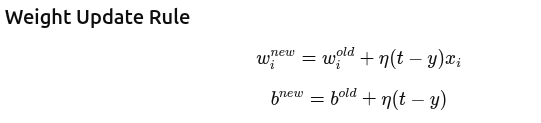 Weight Update Rule
w_i^{new} = w_i^{old} + η(t − y)x_i
b^{new} = b^{old} + η(t − y)